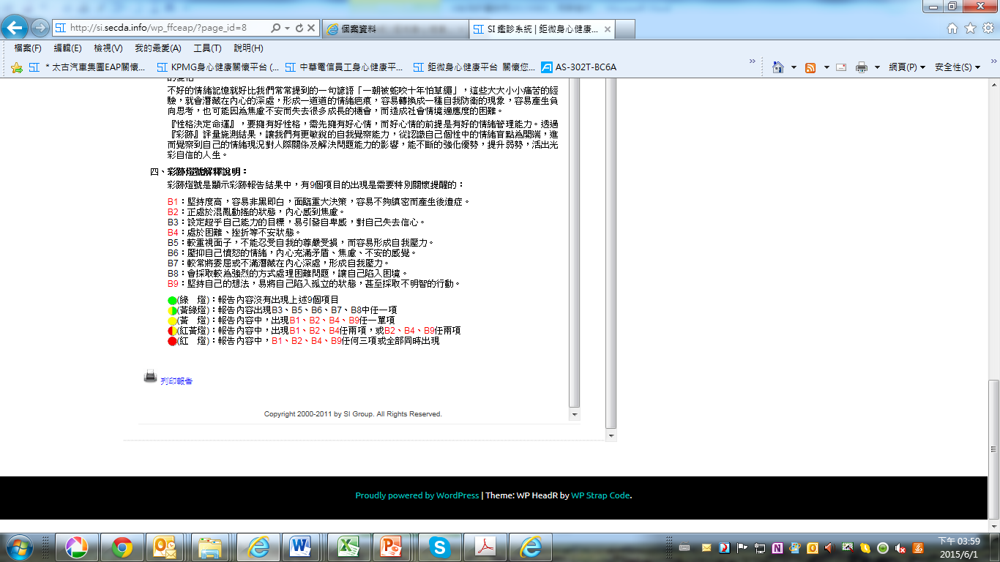 http://si.secda.info/wp_ffceap/?page_id=8
個案資料
SI 鑑診系統 | 鉅微身心健康...
檔案(F) 編輯(E) 檢視(V) 我的最愛(A) 工具(T) 說明(H)
* 太古汽車集團EAP關懷... KPMG身心健康關懷平台 (... 中華電信員工身心健康平... 鉅微身心健康平台 關懷您... AS-302T-BC6A
網頁(P) 安全性(S)
不好的情緒記憶就好比我們常常提到的一句諺語「一朝被蛇咬十年怕草繩」，這些大大小小痛苦的經
驗，就會潛藏在內心的深處，形成一道道的情緒疤痕，容易轉換成一種自我防衛的現象，容易產生負
向思考，也可能因為焦慮不安而失去很多成長的機會，而造成社會情境適應度的困難。
『性格決定命運』，要擁有好性格，需先擁有好心情，而好心情的前提是有好的情緒管理能力。透過
『彩跡』評量施測結果，讓我們有更敏銳的自我覺察能力，從認識自己個性中的情緒盲點為開端，進
而覺察到自己的情緒現況對人際關係及解決問題能力的影響，能不斷的強化優勢，提升弱勢，活出光
彩自信的人生。
四、彩跡燈號解釋說明：
彩跡燈號是顯示彩跡報告結果中，有9個項目的出現是需要特別關懷提醒的：
B1：堅持度高，容易非黑即白，面臨重大決策，容易不夠縝密而產生後遺症。
B2：正處於混亂動搖的狀態，內心感到焦慮。
B3：設定超乎自己能力的目標，易引發自卑感，對自己失去信心。
B4：處於困難、挫折等不安狀態。
B5：較重視面子，不能忍受自我的尊嚴受損，而容易形成自我壓力。
B6：壓抑自己憤怒的情緒，內心充滿矛盾、焦慮、不安的感覺。
B7：較常將委屈或不滿潛藏在內心深處，形成自我壓力。
B8：會採取較為強烈的方式處理困難問題，讓自己陷入困境。
B9：堅持自己的想法，易將自己陷入孤立的狀態，甚至採取不明智的行動。
(綠　燈)：報告內容沒有出現上述9個項目
(黃綠燈)：報告內容出現B3、B5、B6、B7、B8中任一項
(黃　燈)：報告內容中，出現B1、B2、B4、B9任一單項
(紅黃燈)：報告內容中，出現B1、B2、B4任兩項，或B2、B4、B9任兩項
(紅　燈)：報告內容中，B1、B2、B4、B9任何三項或全部同時出現
列印報告
Copyright 2000-2011 by SI Group. All Rights Reserved.
Proudly powered by WordPress | Theme: WP HeadR by WP Strap Code.
下午 03:59
2015/6/1